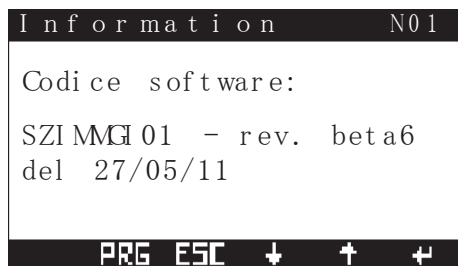 Information N01
Codice software:
SZIMMGI01 - rev. beta6
del 27/05/11
PRG ESC ↓ ↑ ↵